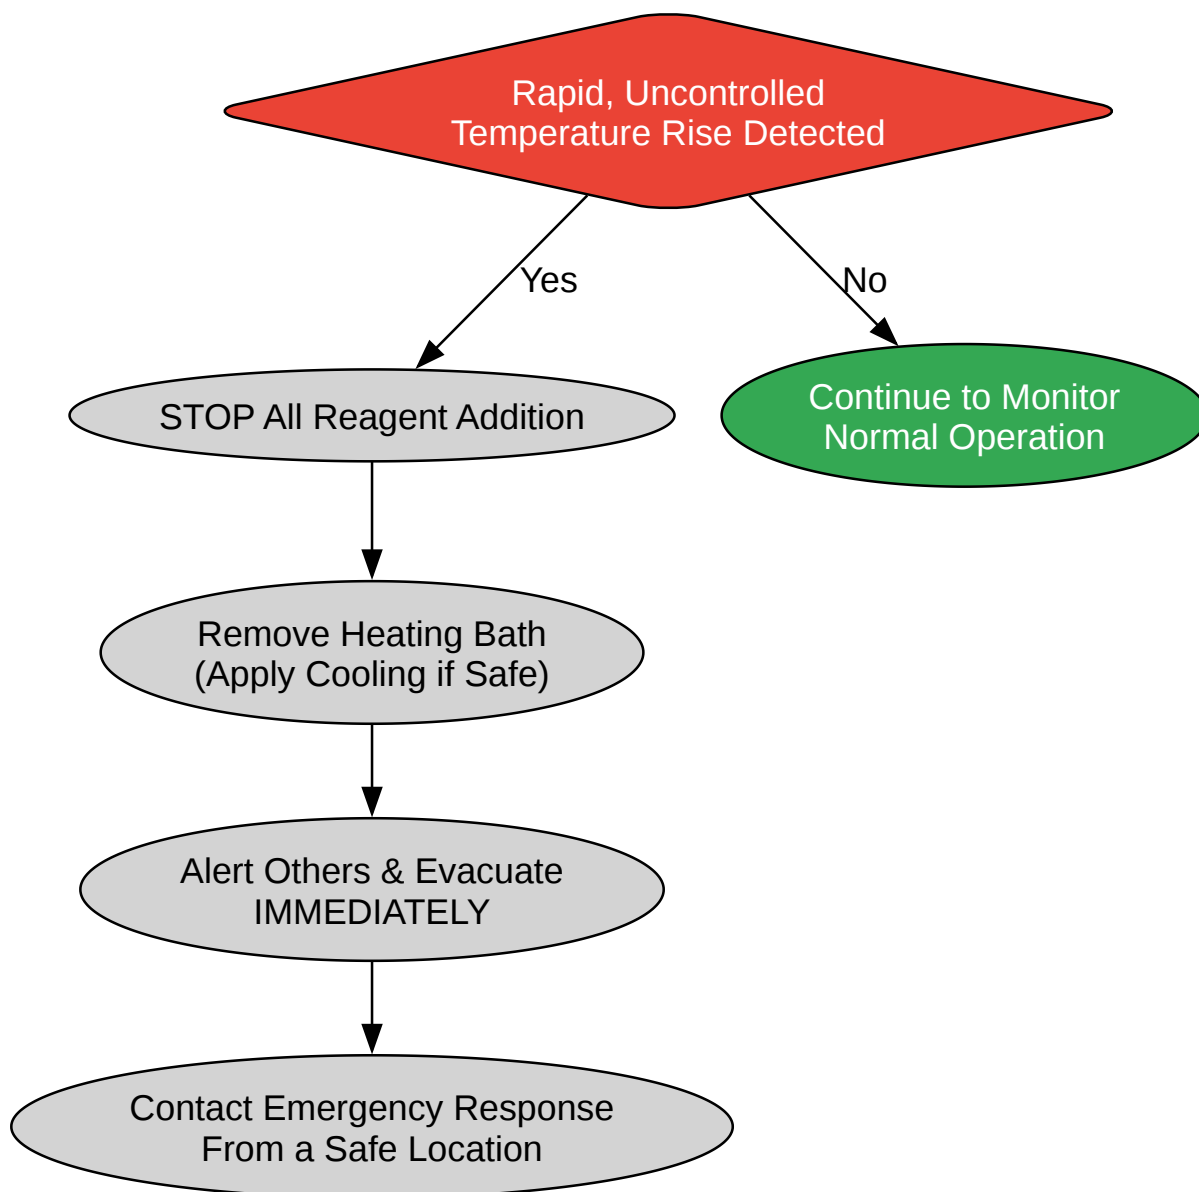 Rapid, Uncontrolled
Temperature Rise Detected
Yes
No
STOP All Reagent Addition
Continue to Monitor
Normal Operation
Remove Heating Bath
(Apply Cooling if Safe)
Alert Others & Evacuate
IMMEDIATELY
Contact Emergency Response
From a Safe Location